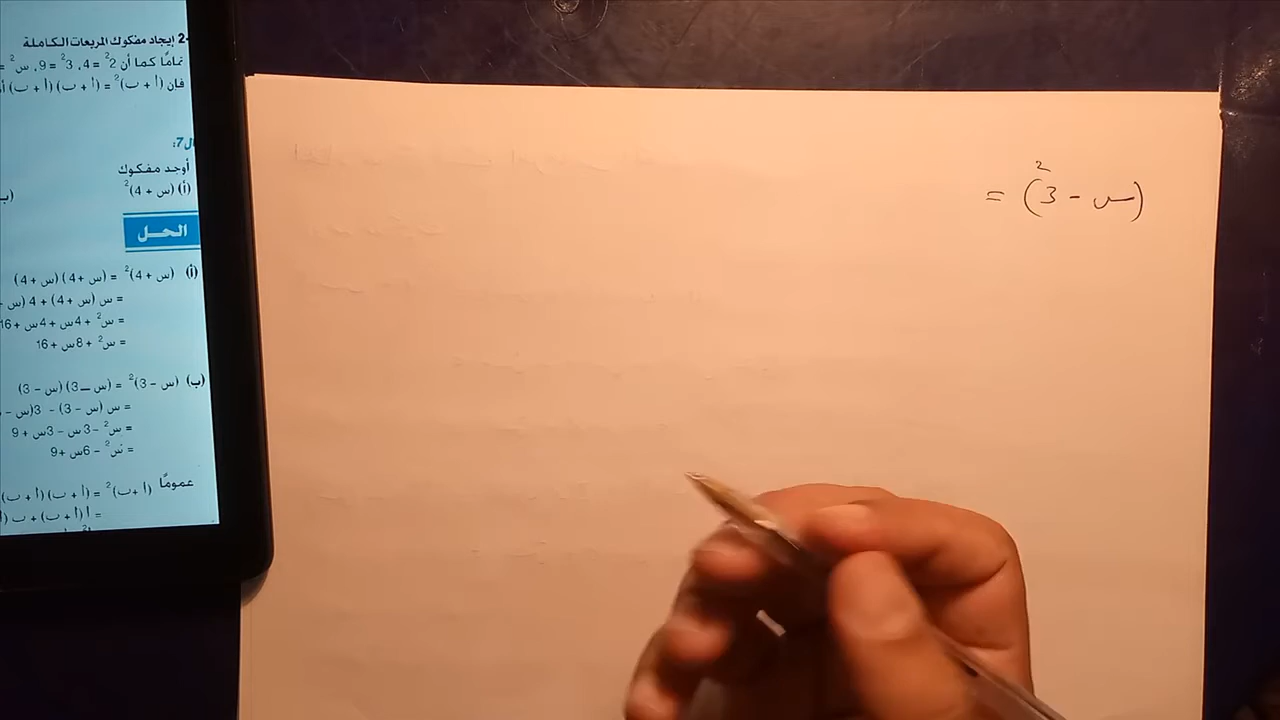 2- إيجاد مفكوك المربعات الكاملة
تمامًا كما أن 2² = 4، 3² = 9، س² =
فإن (أ + ب)² = (أ + ب) (أ + ب)
ل7:
أوجد مفكوك
(أ) (س + 4)²
(ب
الحل
(أ) (س + 4)² = (س + 4) (س + 4)
= س (س + 4) + 4 (س
= س² + 4س + 4س + 16
= س² + 8س + 16
(ب) (س – 3)² = (س – 3) (س – 3)
= س (س – 3) – 3(س –
= س² – 3س – 3س + 9
= س² – 6س + 9
عمومًا (أ + ب)² = (أ + ب) (أ + ب)
= أ (أ + ب) + ب (أ
(س - 3)² =